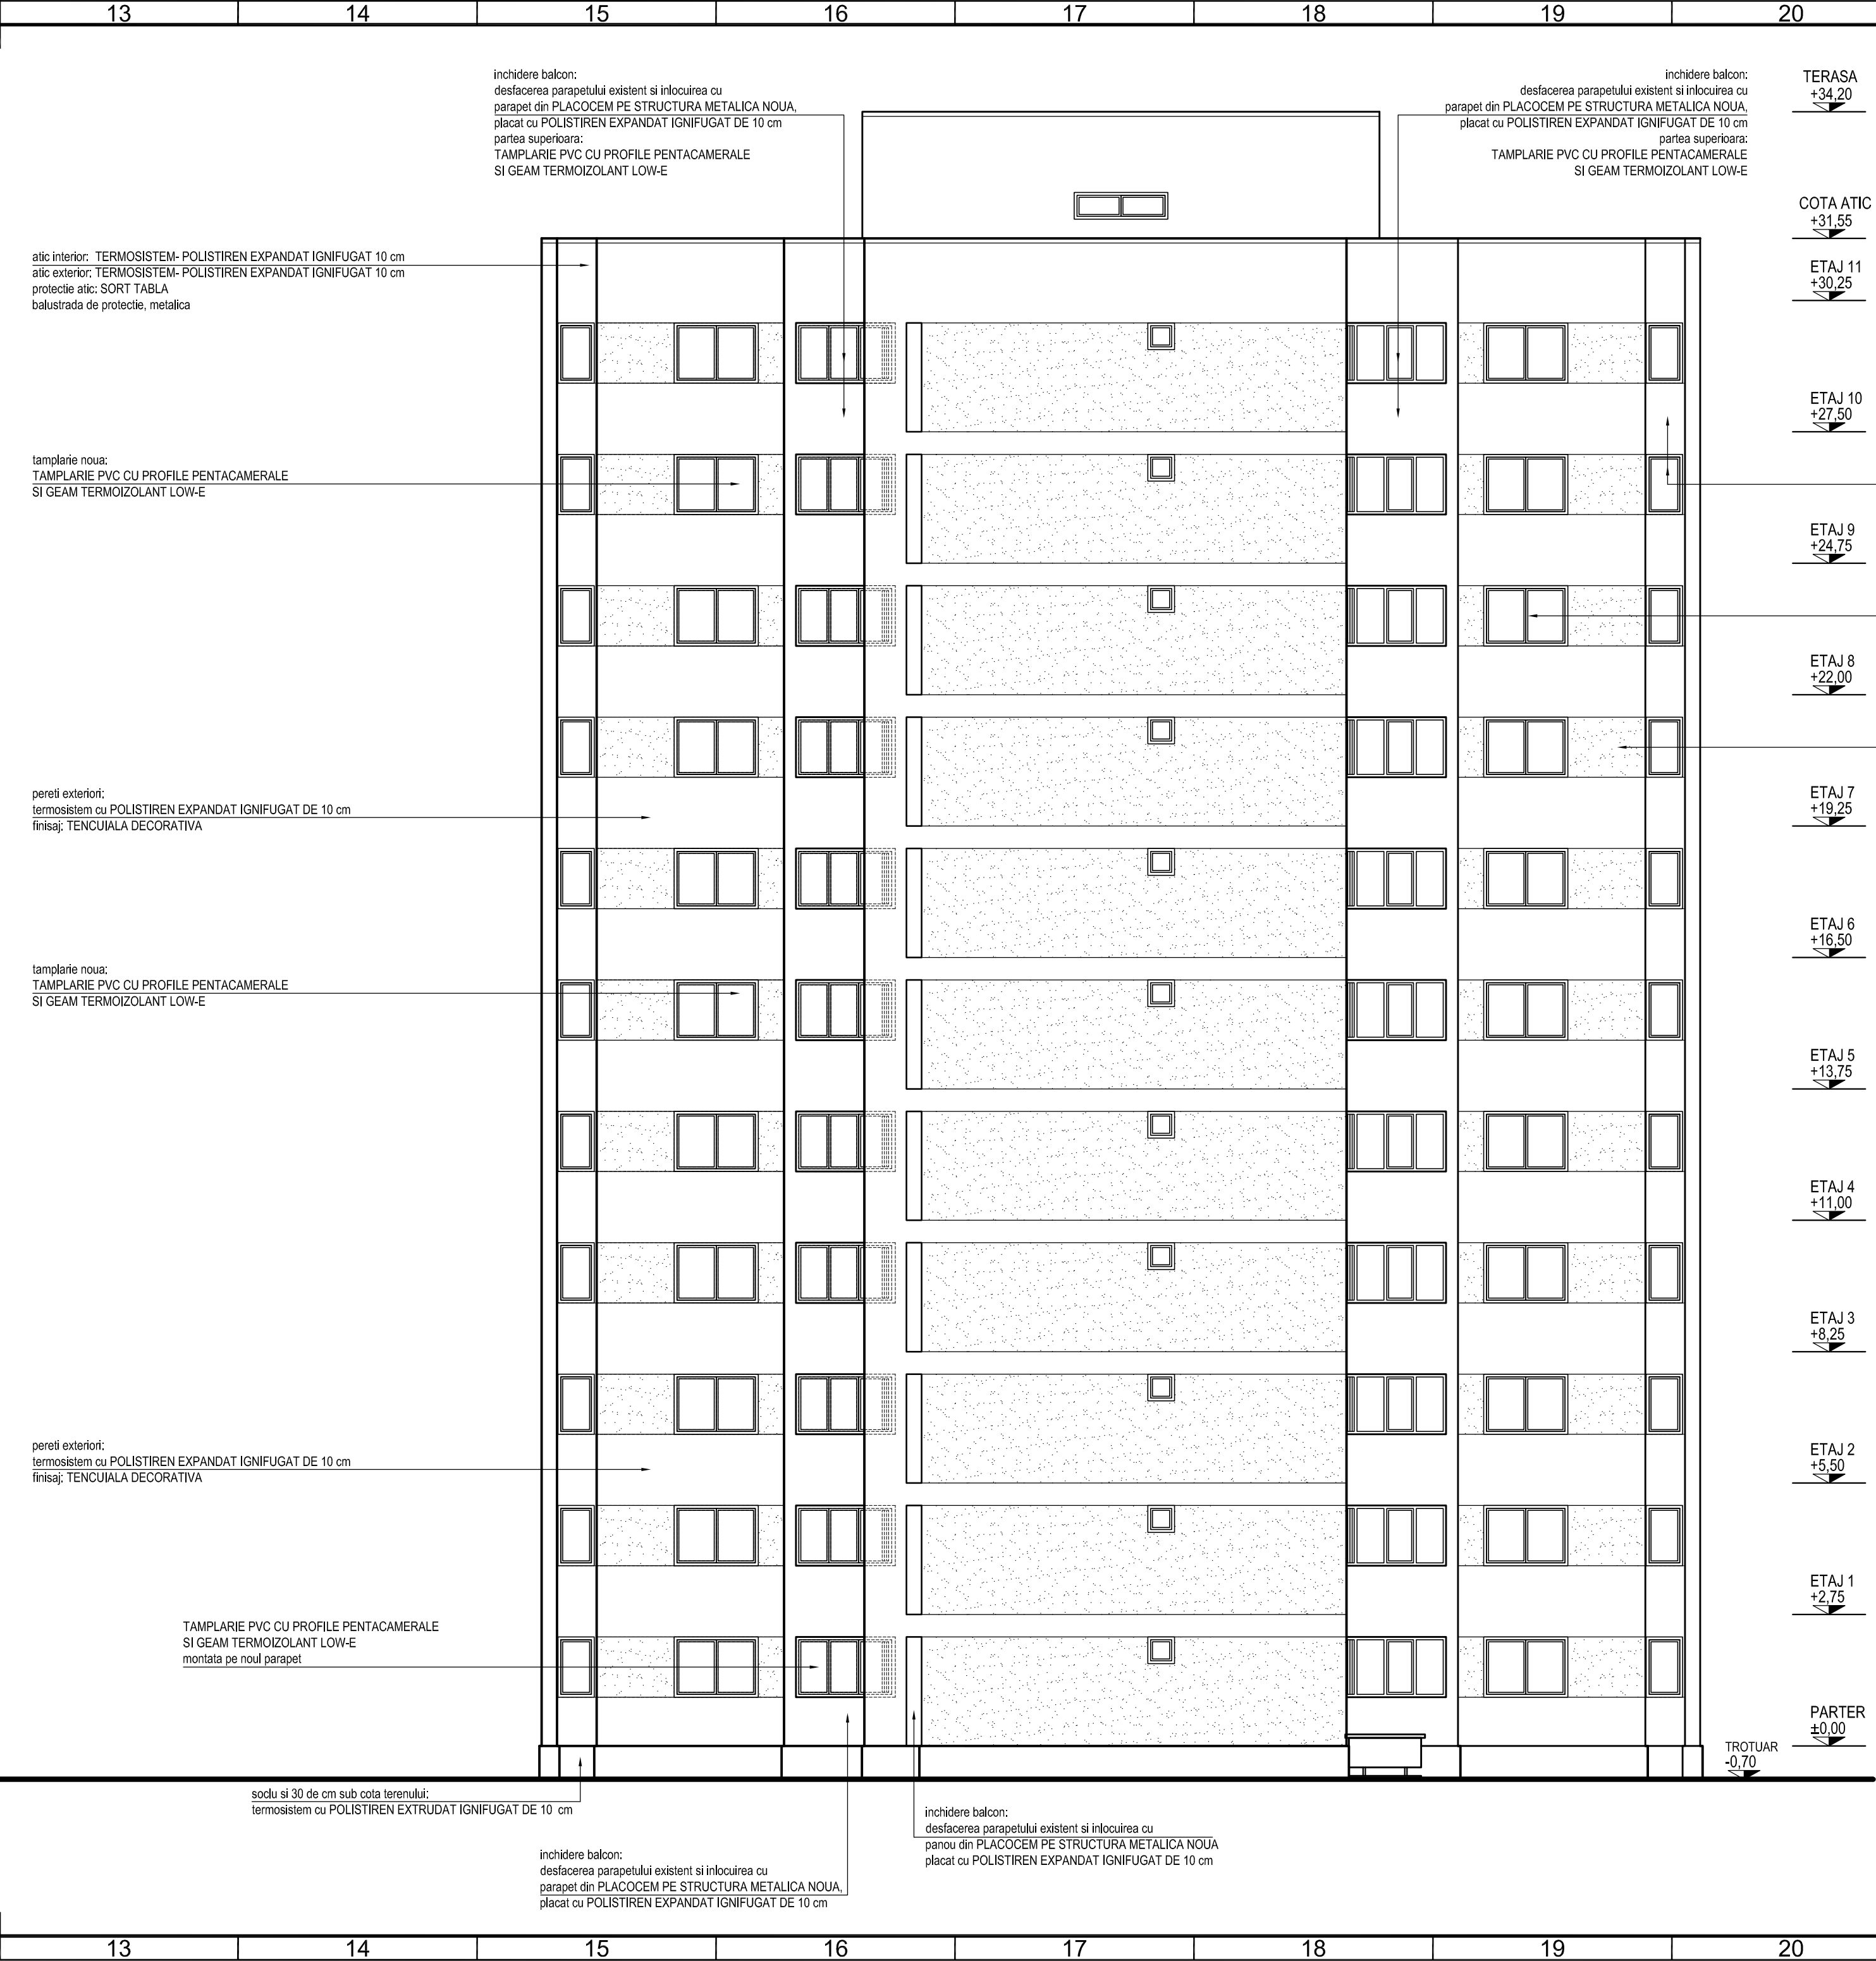 13 14 15 16 17 18 19 20
inchidere balcon:
desfacerea parapetului existent si inlocuirea cu
parapet din PLACOCEM PE STRUCTURA METALICA NOUA,
placat cu POLISTIREN EXPANDAT IGNIFUGAT DE 10 cm
partea superioara:
TAMPLARIE PVC CU PROFILE PENTACAMERALE
SI GEAM TERMOIZOLANT LOW-E
inchidere balcon:
desfacerea parapetului existent si inlocuirea cu
parapet din PLACOCEM PE STRUCTURA METALICA NOUA,
placat cu POLISTIREN EXPANDAT IGNIFUGAT DE 10 cm
partea superioara:
TAMPLARIE PVC CU PROFILE PENTACAMERALE
SI GEAM TERMOIZOLANT LOW-E
TERASA
+34,20
COTA ATIC
+31,55
atic interior: TERMOSISTEM- POLISTIREN EXPANDAT IGNIFUGAT 10 cm
atic exterior: TERMOSISTEM- POLISTIREN EXPANDAT IGNIFUGAT 10 cm
protectie atic: SORT TABLA
balustrada de protectie, metalica
ETAJ 11
+30,25
ETAJ 10
+27,50
tamplarie noua:
TAMPLARIE PVC CU PROFILE PENTACAMERALE
SI GEAM TERMOIZOLANT LOW-E
ETAJ 9
+24,75
ETAJ 8
+22,00
pereti exteriori:
termosistem cu POLISTIREN EXPANDAT IGNIFUGAT DE 10 cm
finisaj: TENCUIALA DECORATIVA
ETAJ 7
+19,25
ETAJ 6
+16,50
tamplarie noua:
TAMPLARIE PVC CU PROFILE PENTACAMERALE
SI GEAM TERMOIZOLANT LOW-E
ETAJ 5
+13,75
ETAJ 4
+11,00
ETAJ 3
+8,25
pereti exteriori:
termosistem cu POLISTIREN EXPANDAT IGNIFUGAT DE 10 cm
finisaj: TENCUIALA DECORATIVA
ETAJ 2
+5,50
ETAJ 1
+2,75
TAMPLARIE PVC CU PROFILE PENTACAMERALE
SI GEAM TERMOIZOLANT LOW-E
montata pe noul parapet
PARTER
±0,00
TROTUAR
-0,70
soclu si 30 de cm sub cota terenului:
termosistem cu POLISTIREN EXTRUDAT IGNIFUGAT DE 10 cm
inchidere balcon:
desfacerea parapetului existent si inlocuirea cu
panou din PLACOCEM PE STRUCTURA METALICA NOUA
placat cu POLISTIREN EXPANDAT IGNIFUGAT DE 10 cm
inchidere balcon:
desfacerea parapetului existent si inlocuirea cu
parapet din PLACOCEM PE STRUCTURA METALICA NOUA,
placat cu POLISTIREN EXPANDAT IGNIFUGAT DE 10 cm
13 14 15 16 17 18 19 20